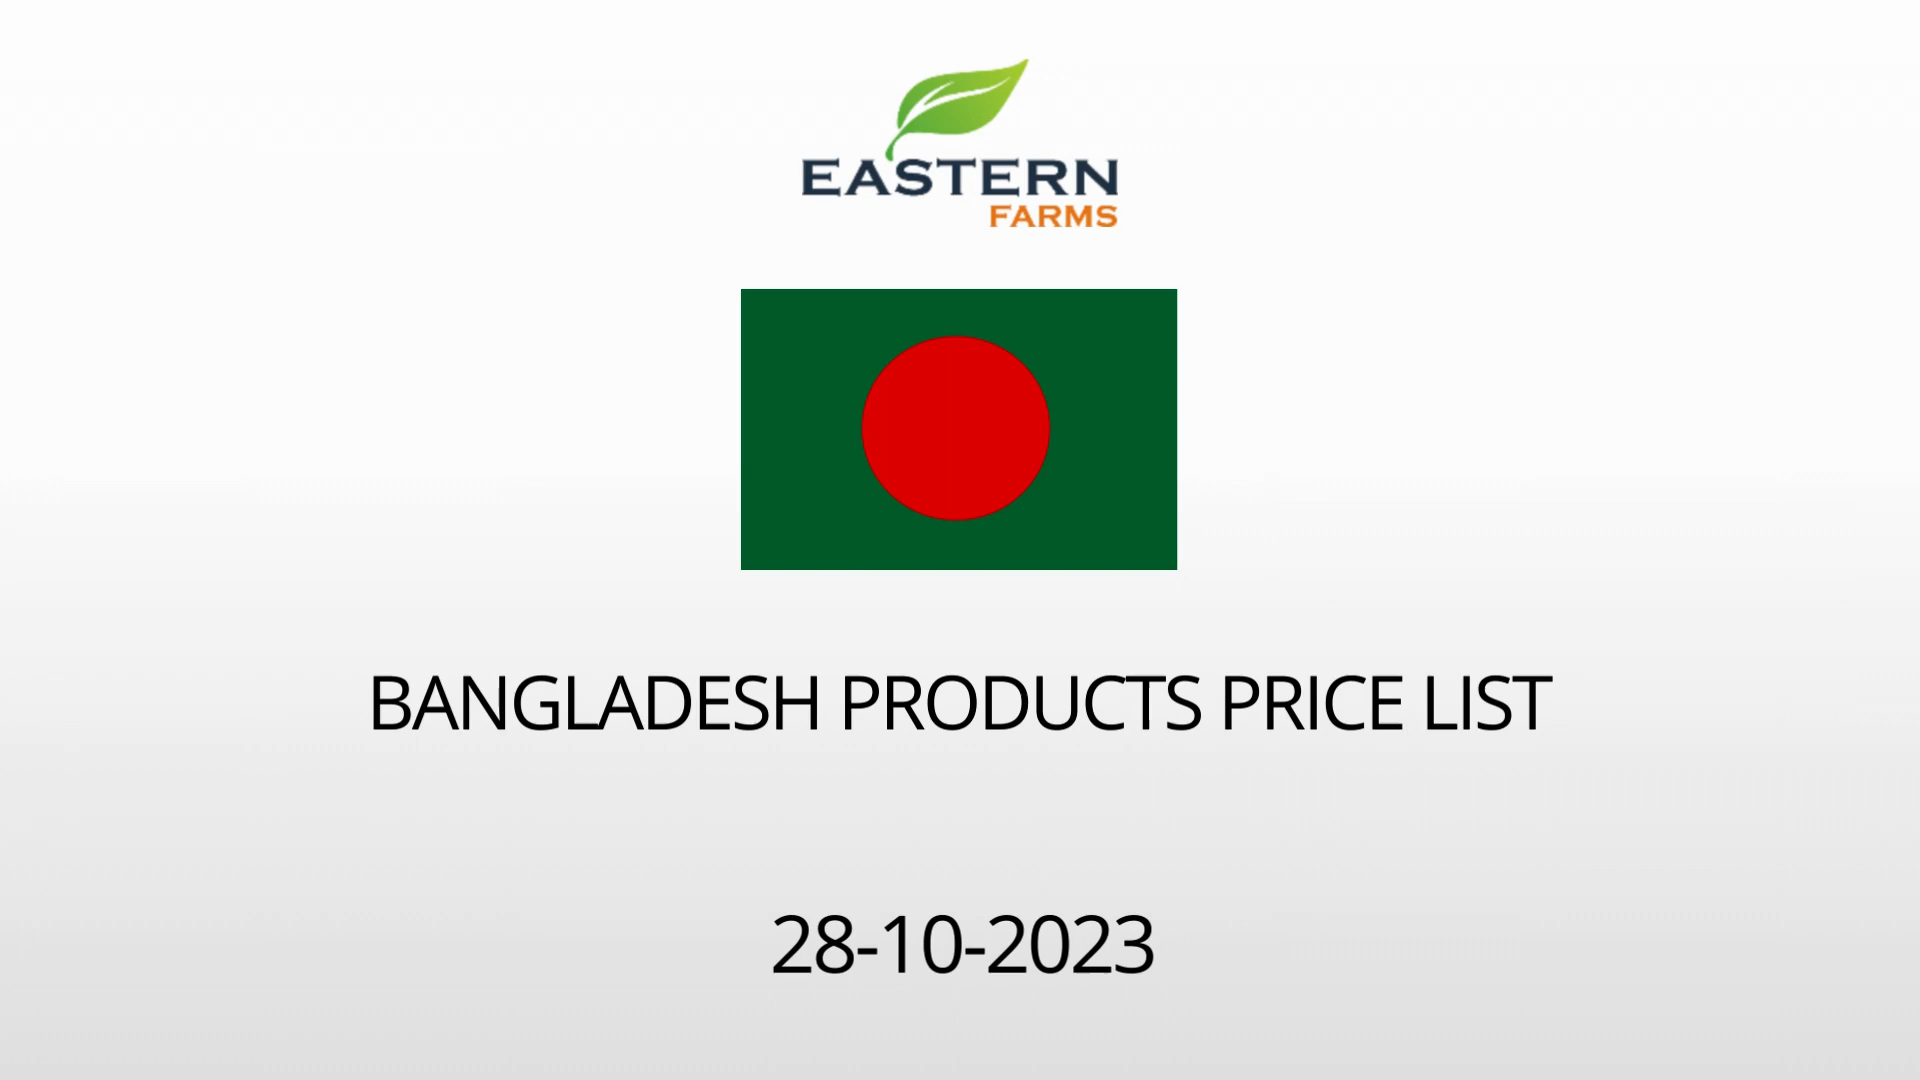 EASTERN
FARMS
BANGLADESH PRODUCTS PRICE LIST
28-10-2023